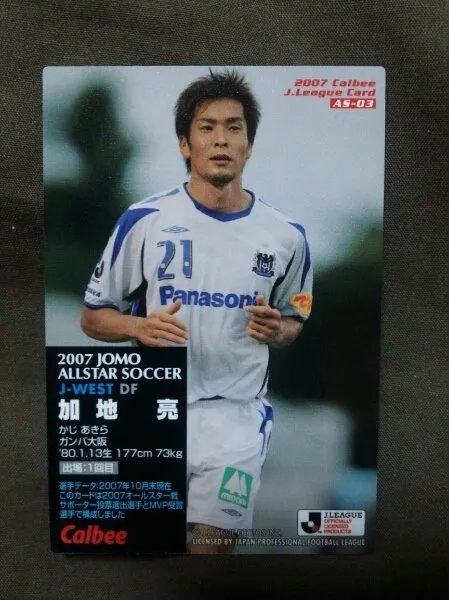 2007 Calbee
J.League Card
AS-03
21
Panasonic
2007 JOMO
ALLSTAR SOCCER
J-WEST DF
加地 亮
かじ あきら
ガンバ大阪
'80.1.13生 177cm 73kg
出場:1回目
選手データ:2007年10月末現在
このカードは2007オールスター戦
サポーター投票選出選手とMVP受賞
選手で構成しました
Calbee
midori
J.LEAGUE
OFFICIALLY
LICENSED
PRODUCTS
LICENSED BY JAPAN PROFESSIONAL FOOTBALL LEAGUE